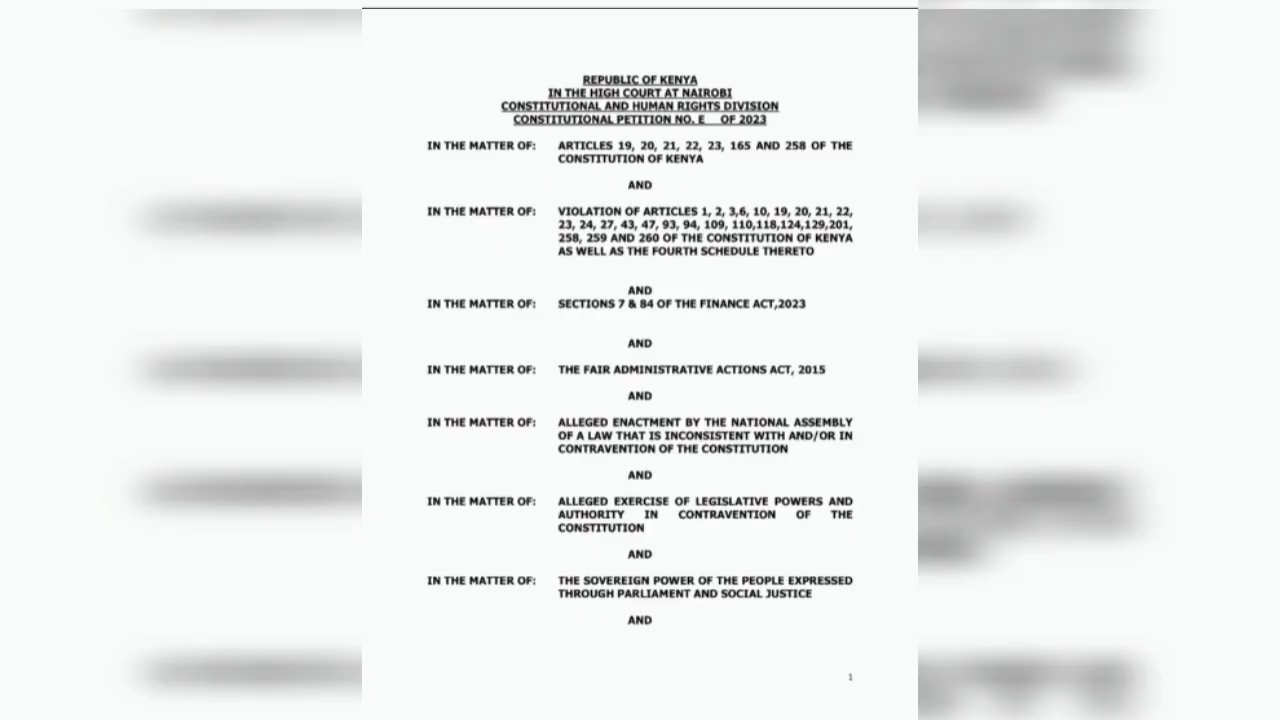 REPUBLIC OF KENYA
IN THE HIGH COURT AT NAIROBI
CONSTITUTIONAL AND HUMAN RIGHTS DIVISION
CONSTITUTIONAL PETITION NO. E OF 2023
IN THE MATTER OF: ARTICLES 19, 20, 21, 22, 23, 165 AND 258 OF THE
CONSTITUTION OF KENYA
AND
IN THE MATTER OF: VIOLATION OF ARTICLES 1, 2, 3,6, 10, 19, 20, 21, 22,
23, 24, 27, 43, 47, 93, 94, 109, 110,118,124,129,201,
258, 259 AND 260 OF THE CONSTITUTION OF KENYA
AS WELL AS THE FOURTH SCHEDULE THERETO
AND
IN THE MATTER OF: SECTIONS 7 & 84 OF THE FINANCE ACT,2023
AND
IN THE MATTER OF: THE FAIR ADMINISTRATIVE ACTIONS ACT, 2015
AND
IN THE MATTER OF: ALLEGED ENACTMENT BY THE NATIONAL ASSEMBLY
OF A LAW THAT IS INCONSISTENT WITH AND/OR IN
CONTRAVENTION OF THE CONSTITUTION
AND
IN THE MATTER OF: ALLEGED EXERCISE OF LEGISLATIVE POWERS AND
AUTHORITY IN CONTRAVENTION OF THE
CONSTITUTION
AND
IN THE MATTER OF: THE SOVEREIGN POWER OF THE PEOPLE EXPRESSED
THROUGH PARLIAMENT AND SOCIAL JUSTICE
AND
1